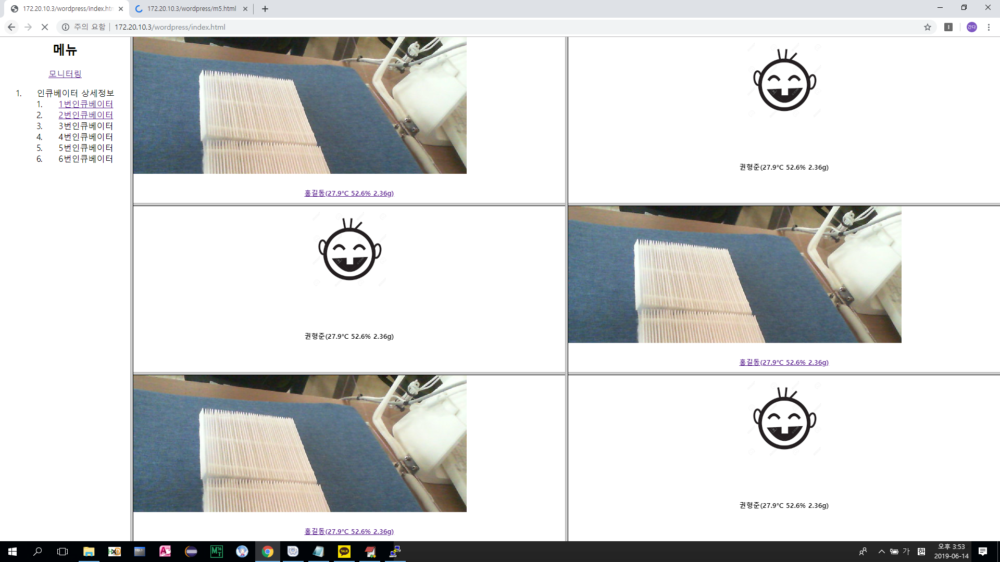 172.20.10.3/wordpress/index.htm
172.20.10.3/wordpress/m5.html
주의 요함
172.20.10.3/wordpress/index.html
간다
메뉴
모니터링
1. 인큐베이터 상세정보
1. 1번인큐베이터
2. 2번인큐베이터
3. 3번인큐베이터
4. 4번인큐베이터
5. 5번인큐베이터
6. 6번인큐베이터
홍길동(27.9°C 52.6% 2.36g)
권형준(27.9°C 52.6% 2.36g)
권형준(27.9°C 52.6% 2.36g)
홍길동(27.9°C 52.6% 2.36g)
홍길동(27.9°C 52.6% 2.36g)
권형준(27.9°C 52.6% 2.36g)
TALK
가
한
오후 3:53
2019-06-14